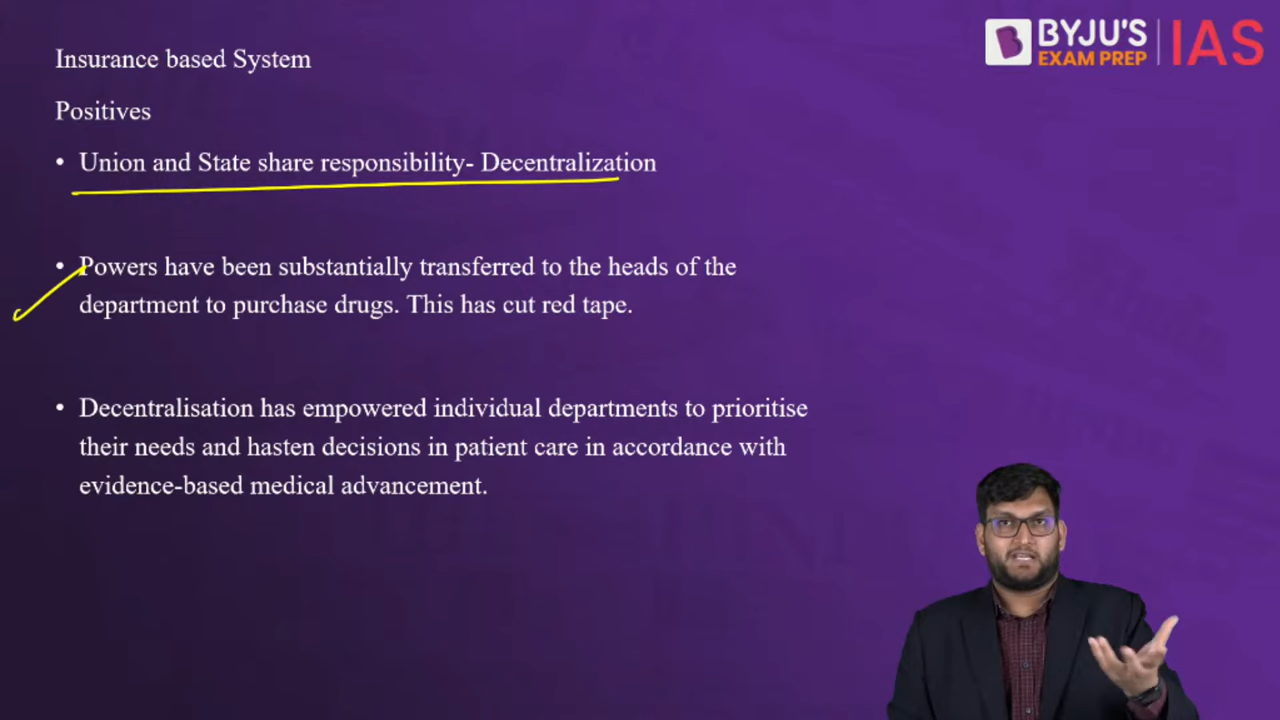 Insurance based System
BYJU'S
EXAM PREP
IAS
Positives
• Union and State share responsibility- Decentralization
• Powers have been substantially transferred to the heads of the
department to purchase drugs. This has cut red tape.
• Decentralisation has empowered individual departments to prioritise
their needs and hasten decisions in patient care in accordance with
evidence-based medical advancement.